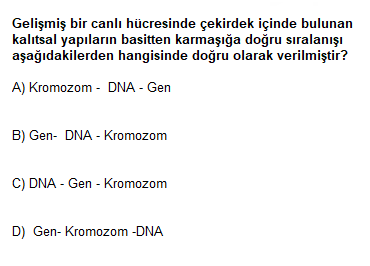 Gelişmiş bir canlı hücresinde çekirdek içinde bulunan
kalıtsal yapıların basitten karmaşığa doğru sıralanışı
aşağıdakilerden hangisinde doğru olarak verilmiştir?
A) Kromozom - DNA - Gen
B) Gen- DNA - Kromozom
C) DNA - Gen - Kromozom
D) Gen- Kromozom -DNA